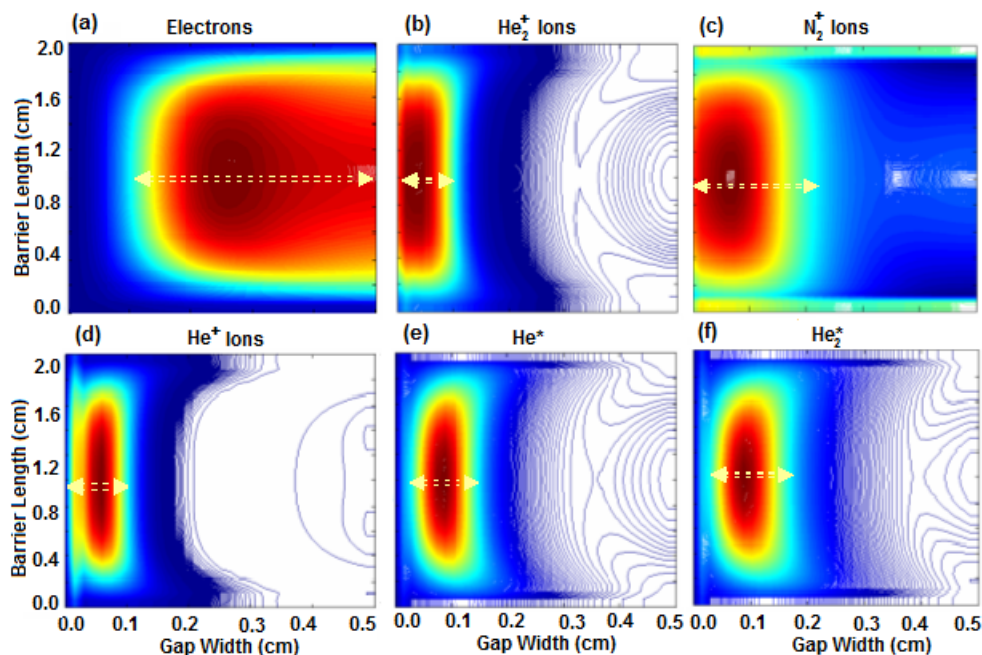 (a) Electrons
(b) He₂⁺ Ions
(c) N₂⁺ Ions
Barrier Length (cm)
2.0
1.6
1.2
0.8
0.4
0.0
(d) He⁺ Ions
(e) He*
(f) He₂*
Barrier Length (cm)
2.0
1.6
1.2
0.8
0.4
0.0
0.0 0.1 0.2 0.3 0.4 0.5
Gap Width (cm)
0.0 0.1 0.2 0.3 0.4 0.5
Gap Width (cm)
0.0 0.1 0.2 0.3 0.4 0.5
Gap Width (cm)